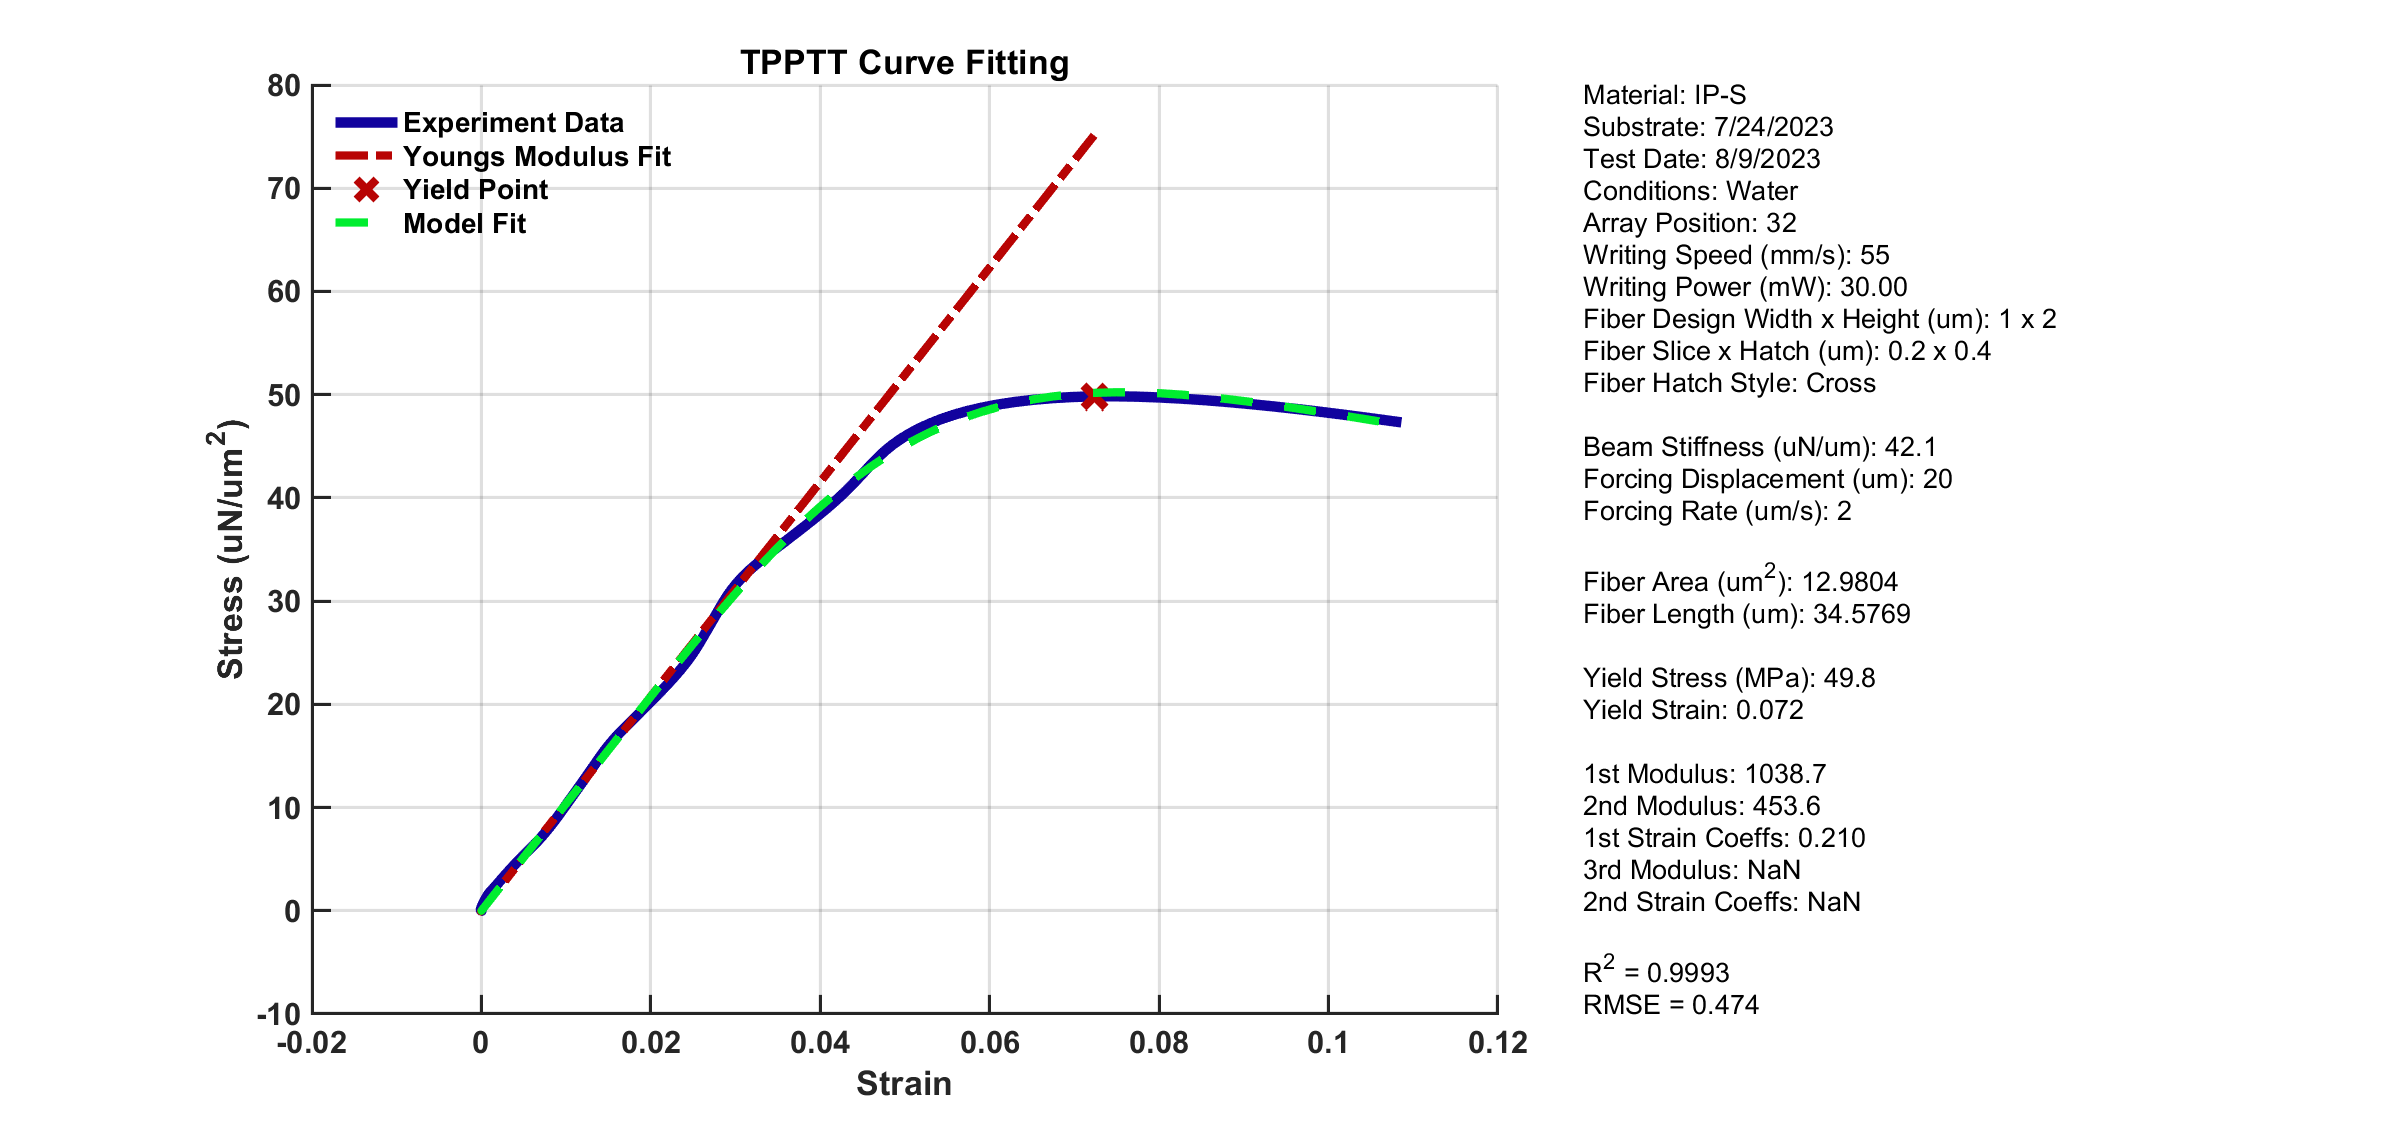 TPPTT Curve Fitting
80
70
60
50
40
30
20
10
0
-10
-0.02
0
0.02
0.04
0.06
0.08
0.1
0.12
Strain
Stress (uN/um²)
Experiment Data
Youngs Modulus Fit
Yield Point
Model Fit
Material: IP-S
Substrate: 7/24/2023
Test Date: 8/9/2023
Conditions: Water
Array Position: 32
Writing Speed (mm/s): 55
Writing Power (mW): 30.00
Fiber Design Width x Height (um): 1 x 2
Fiber Slice x Hatch (um): 0.2 x 0.4
Fiber Hatch Style: Cross
Beam Stiffness (uN/um): 42.1
Forcing Displacement (um): 20
Forcing Rate (um/s): 2
Fiber Area (um²): 12.9804
Fiber Length (um): 34.5769
Yield Stress (MPa): 49.8
Yield Strain: 0.072
1st Modulus: 1038.7
2nd Modulus: 453.6
1st Strain Coeffs: 0.210
3rd Modulus: NaN
2nd Strain Coeffs: NaN
R² = 0.9993
RMSE = 0.474